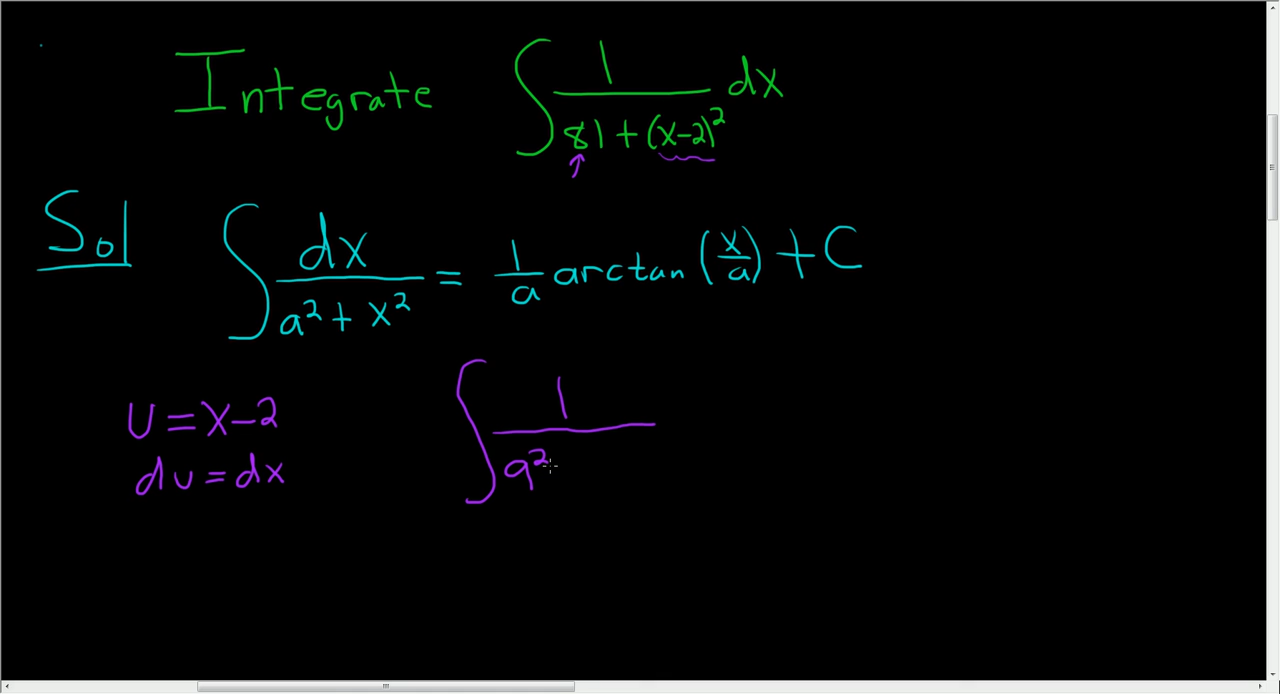 Integrate ∫ 1/(81 + (x-2)²) dx
Sol ∫ dx/(a² + x²) = 1/a arctan (x/a) + C
U = x - 2 ∫ 1/9²
du = dx